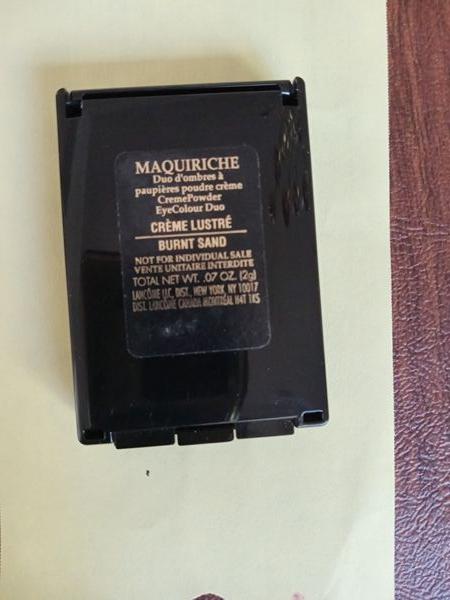 MAQUIRICHE
Duo d'ombres à
paupières poudre crème
CremePowder
EyeColour Duo
CRÈME LUSTRÉ
BURNT SAND
NOT FOR INDIVIDUAL SALE
VENTE UNITAIRE INTERDITE
TOTAL NET WT. .07 OZ. (2g)
LANCÔME LLC, DIST., NEW YORK, NY 10017
DIST. LANCÔME CANADA MONTRÉAL H4T 1K5